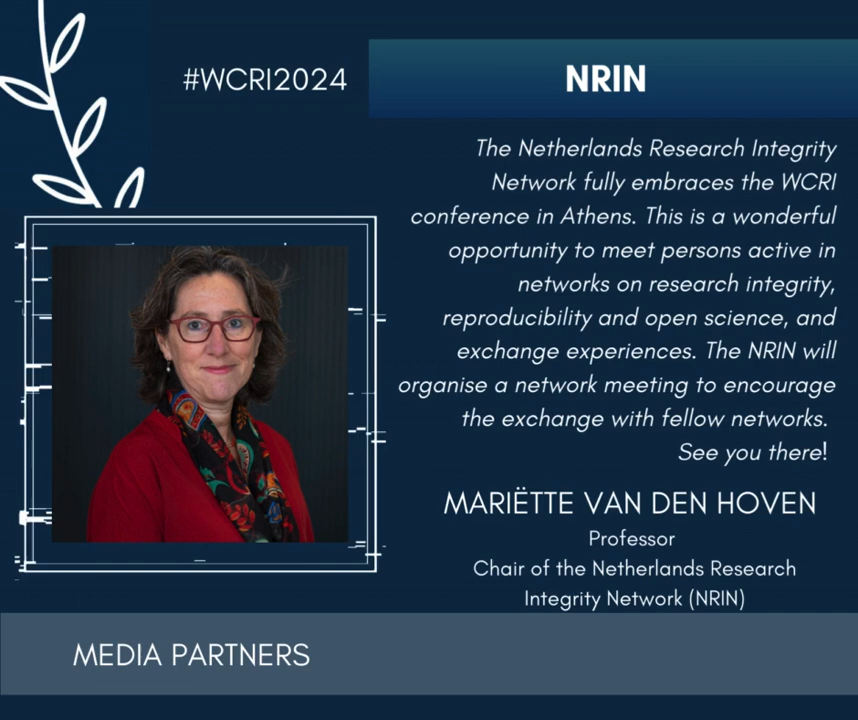 #WCRI2024
NRIN
The Netherlands Research Integrity
Network fully embraces the WCRI
conference in Athens. This is a wonderful
opportunity to meet persons active in
networks on research integrity,
reproducibility and open science, and
exchange experiences. The NRIN will
organise a network meeting to encourage
the exchange with fellow networks.
See you there!
MARIËTTE VAN DEN HOVEN
Professor
Chair of the Netherlands Research
Integrity Network (NRIN)
MEDIA PARTNERS